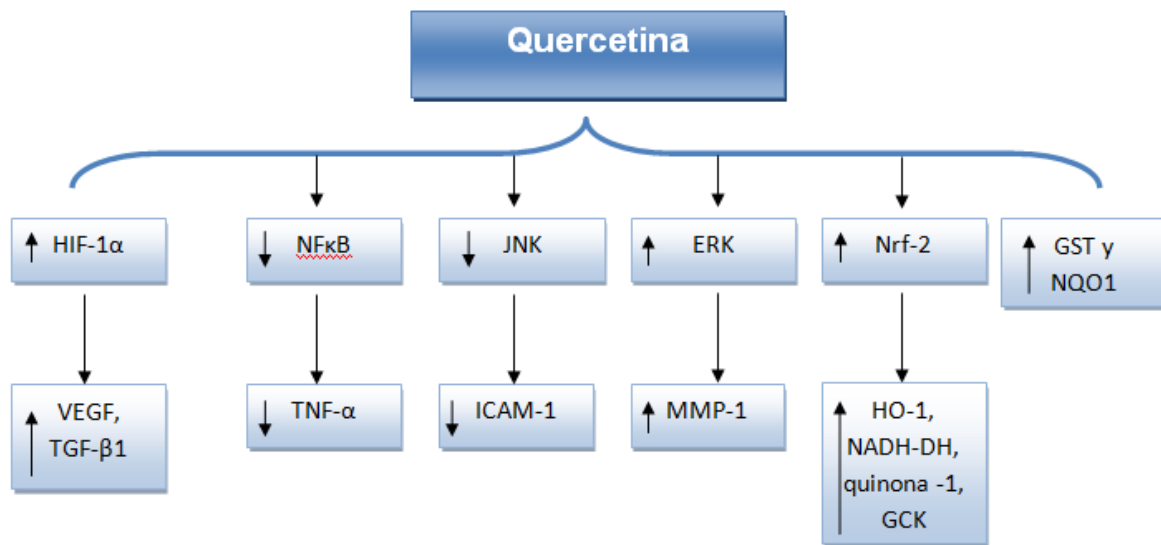 Quercetina
HIF-1α
NFκB
JNK
ERK
Nrf-2
GST y
NQO1
VEGF,
TGF-β1
TNF-α
ICAM-1
MMP-1
HO-1,
NADH-DH,
quinona -1,
GCK